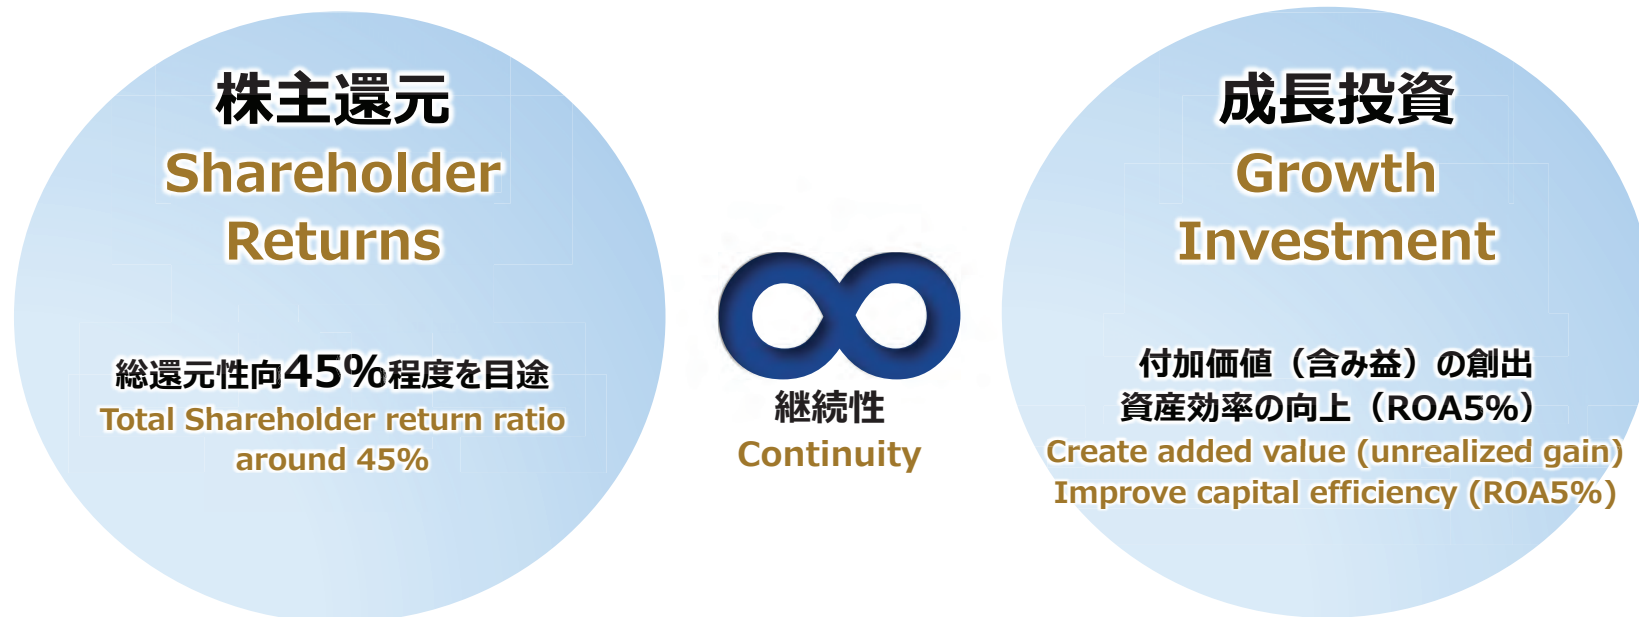 株主還元
Shareholder
Returns
総還元性向45%程度を目途
Total Shareholder return ratio
around 45%
継続性
Continuity
成長投資
Growth
Investment
付加価値（含み益）の創出
資産効率の向上（ROA5%）
Create added value (unrealized gain)
Improve capital efficiency (ROA5%)